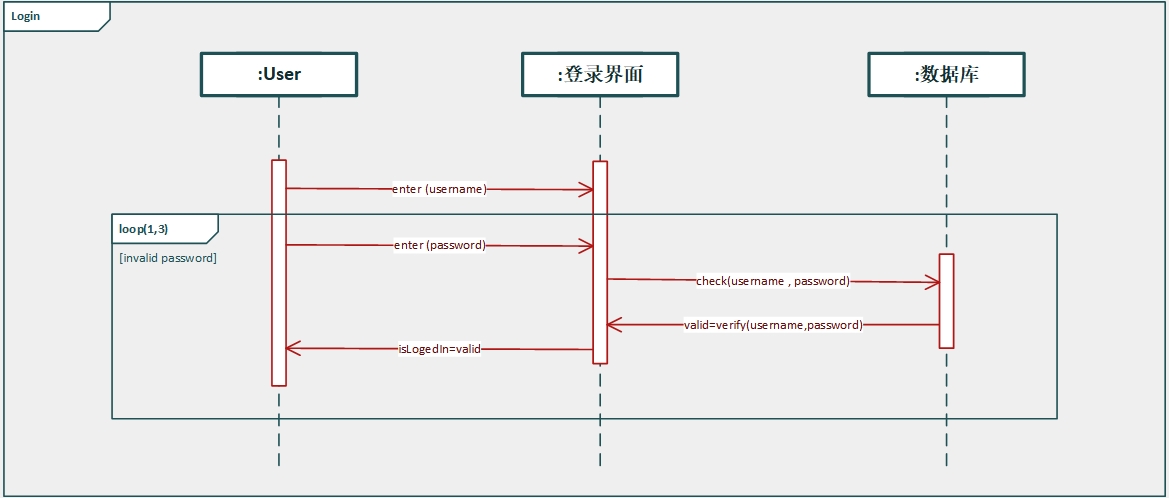 Login
:User
:登录界面
:数据库
enter (username)
loop(1,3)
[invalid password]
enter (password)
check(username , password)
valid=verify(username,password)
isLogedIn=valid